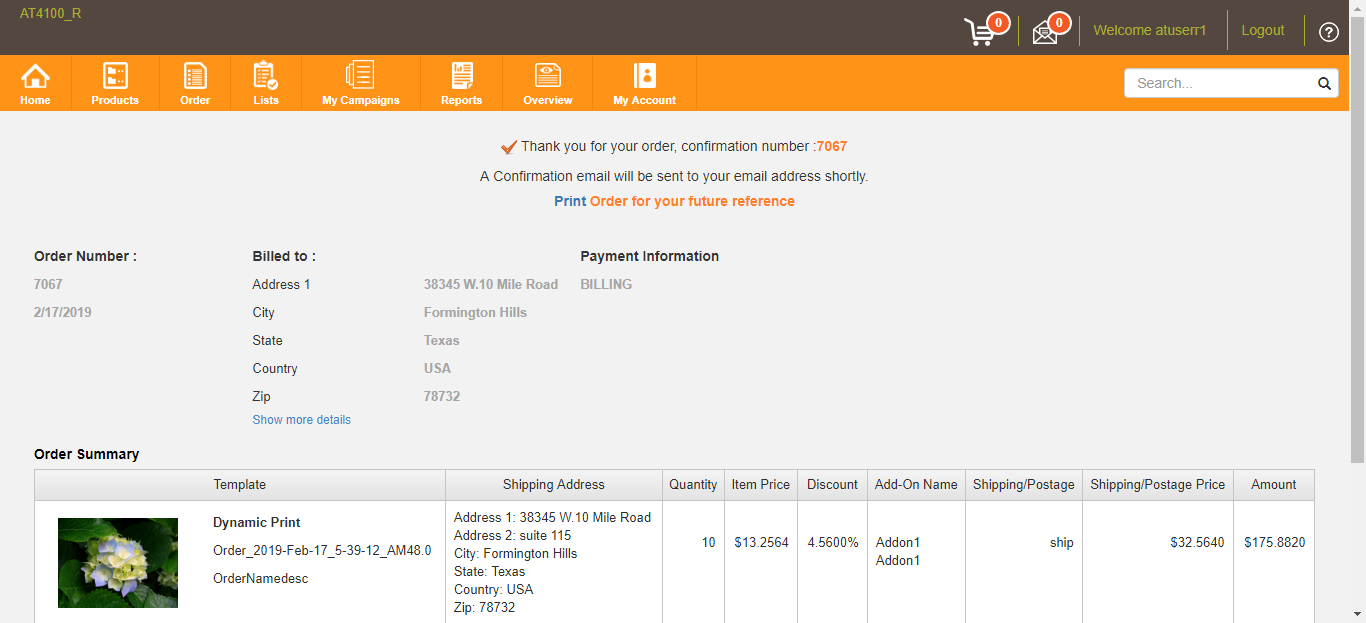 AT4100_R
0
0
Welcome atuserr1
Logout
?
Home
Products
Order
Lists
My Campaigns
Reports
Overview
My Account
Search...
Thank you for your order, confirmation number :7067
A Confirmation email will be sent to your email address shortly.
Print Order for your future reference
Order Number :
7067
2/17/2019
Billed to :
Address 1 38345 W.10 Mile Road
City Formington Hills
State Texas
Country USA
Zip 78732
Show more details
Payment Information
BILLING
Order Summary
Template Shipping Address Quantity Item Price Discount Add-On Name Shipping/Postage Shipping/Postage Price Amount
Dynamic Print
Order_2019-Feb-17_5-39-12_AM48.0
OrderNamedesc
Address 1: 38345 W.10 Mile Road
Address 2: suite 115
City: Formington Hills
State: Texas
Country: USA
Zip: 78732
10
$13.2564
4.5600%
Addon1
Addon1
ship
$32.5640
$175.8820